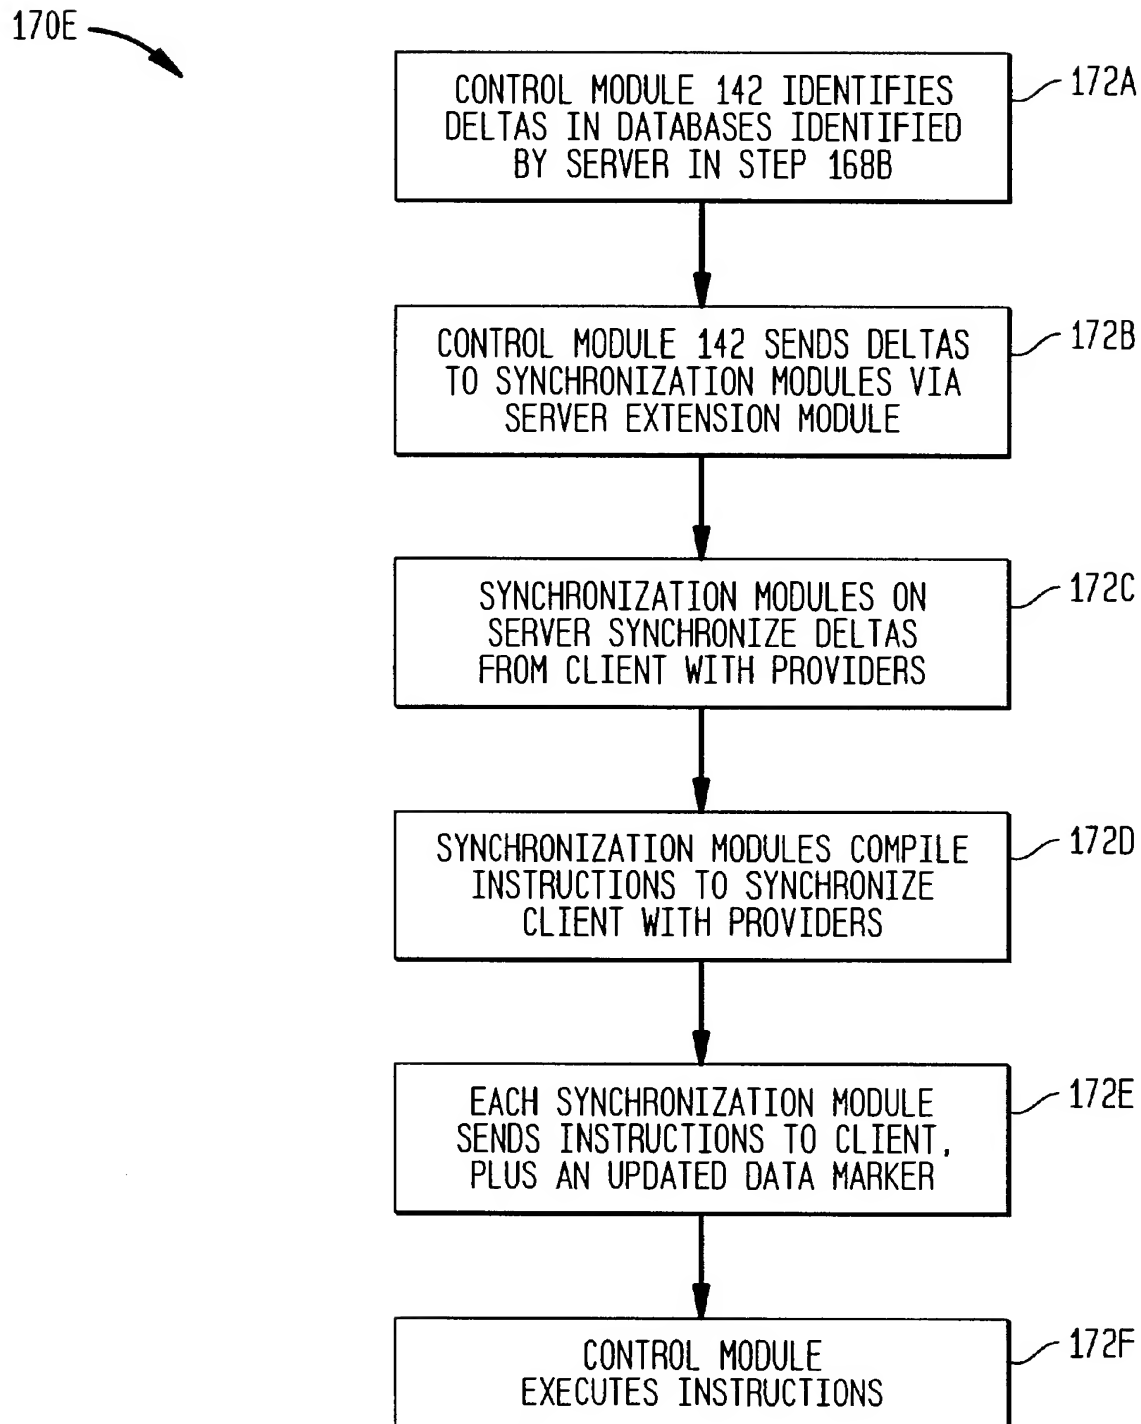 170E
CONTROL MODULE 142 IDENTIFIES
DELTAS IN DATABASES IDENTIFIED
BY SERVER IN STEP 168B
172A
CONTROL MODULE 142 SENDS DELTAS
TO SYNCHRONIZATION MODULES VIA
SERVER EXTENSION MODULE
172B
SYNCHRONIZATION MODULES ON
SERVER SYNCHRONIZE DELTAS
FROM CLIENT WITH PROVIDERS
172C
SYNCHRONIZATION MODULES COMPILE
INSTRUCTIONS TO SYNCHRONIZE
CLIENT WITH PROVIDERS
172D
EACH SYNCHRONIZATION MODULE
SENDS INSTRUCTIONS TO CLIENT,
PLUS AN UPDATED DATA MARKER
172E
CONTROL MODULE
EXECUTES INSTRUCTIONS
172F